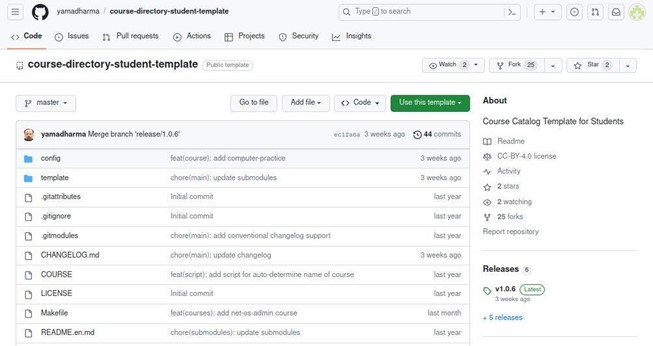 yamadharma / course-directory-student-template
Type / to search
Code Issues Pull requests Actions Projects Security Insights
course-directory-student-template Public template
Watch 2 Fork 25 Star 2
master Go to file Add file Code Use this template
yamadharma Merge branch 'release/1.0.6' ec12a6a 3 weeks ago 44 commits
config feat(course): add computer-practice 3 weeks ago
template chore(main): update submodules 3 weeks ago
.gitattributes Initial commit last year
.gitignore Initial commit last year
.gitmodules chore(main): add conventional changelog support last year
CHANGELOG.md chore(main): update changelog 3 weeks ago
COURSE feat(script): add script for auto-determine name of course last year
LICENSE Initial commit last year
Makefile feat(courses): add net-os-admin course last month
README.en.md chore(submodules): update submodules last year
About
Course Catalog Template for Students
Readme
CC-BY-4.0 license
Activity
2 stars
2 watching
25 forks
Report repository
Releases 6
v1.0.6 Latest
3 weeks ago
+ 5 releases